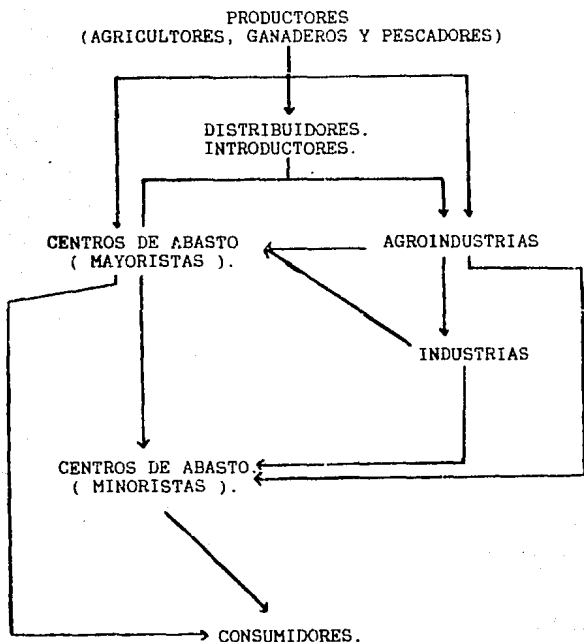 PRODUCTORES
(AGRICULTORES, GANADEROS Y PESCADORES)
DISTRIBUIDORES.
INTRODUCTORES.
CENTROS DE ABASTO
( MAYORISTAS ).
AGROINDUSTRIAS
INDUSTRIAS
CENTROS DE ABASTO.
( MINORISTAS ).
CONSUMIDORES.